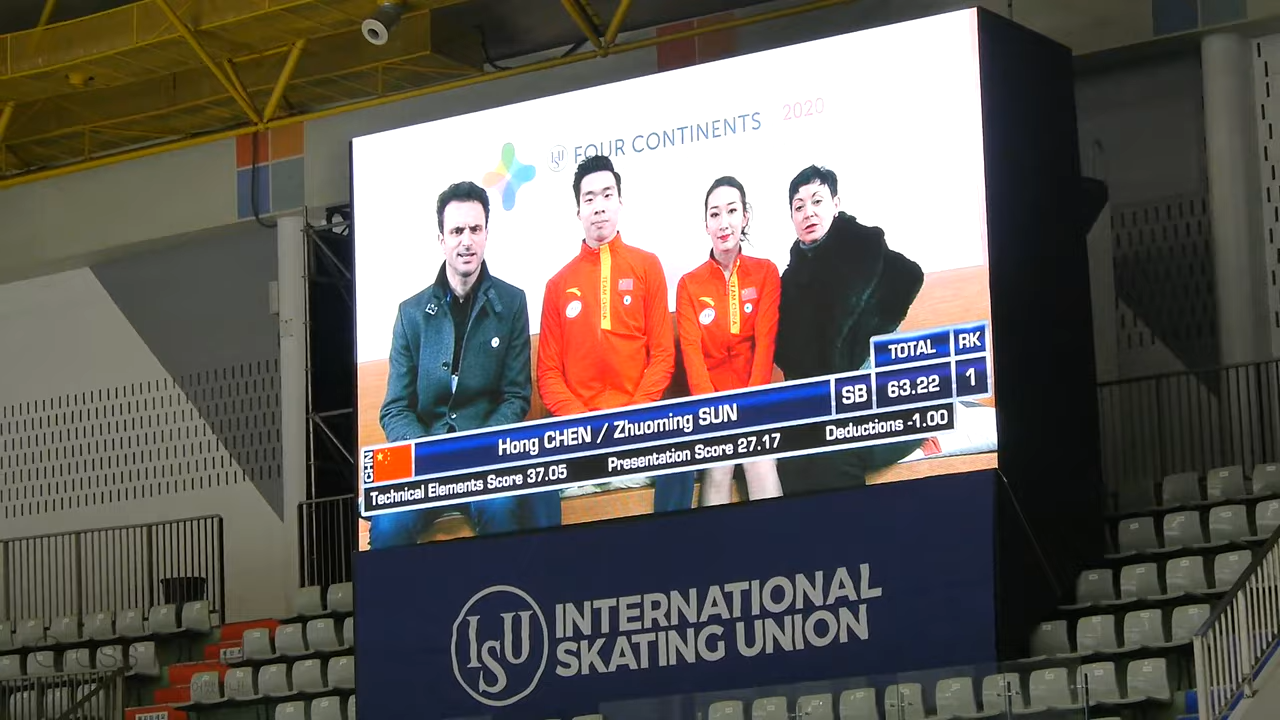 ISU FOUR CONTINENTS 2020
TEAM CHINA
TEAM CHINA
TOTAL RK
CHN Hong CHEN / Zhuoming SUN SB 63.22 1
Technical Elements Score 37.05 Presentation Score 27.17 Deductions -1.00
ISU INTERNATIONAL
SKATING UNION